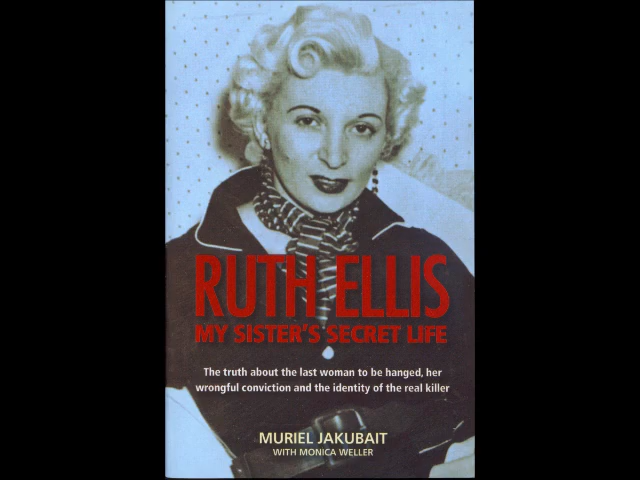 RUTH ELLIS
MY SISTER'S SECRET LIFE
The truth about the last woman to be hanged, her
wrongful conviction and the identity of the real killer
MURIEL JAKUBAIT
WITH MONICA WELLER